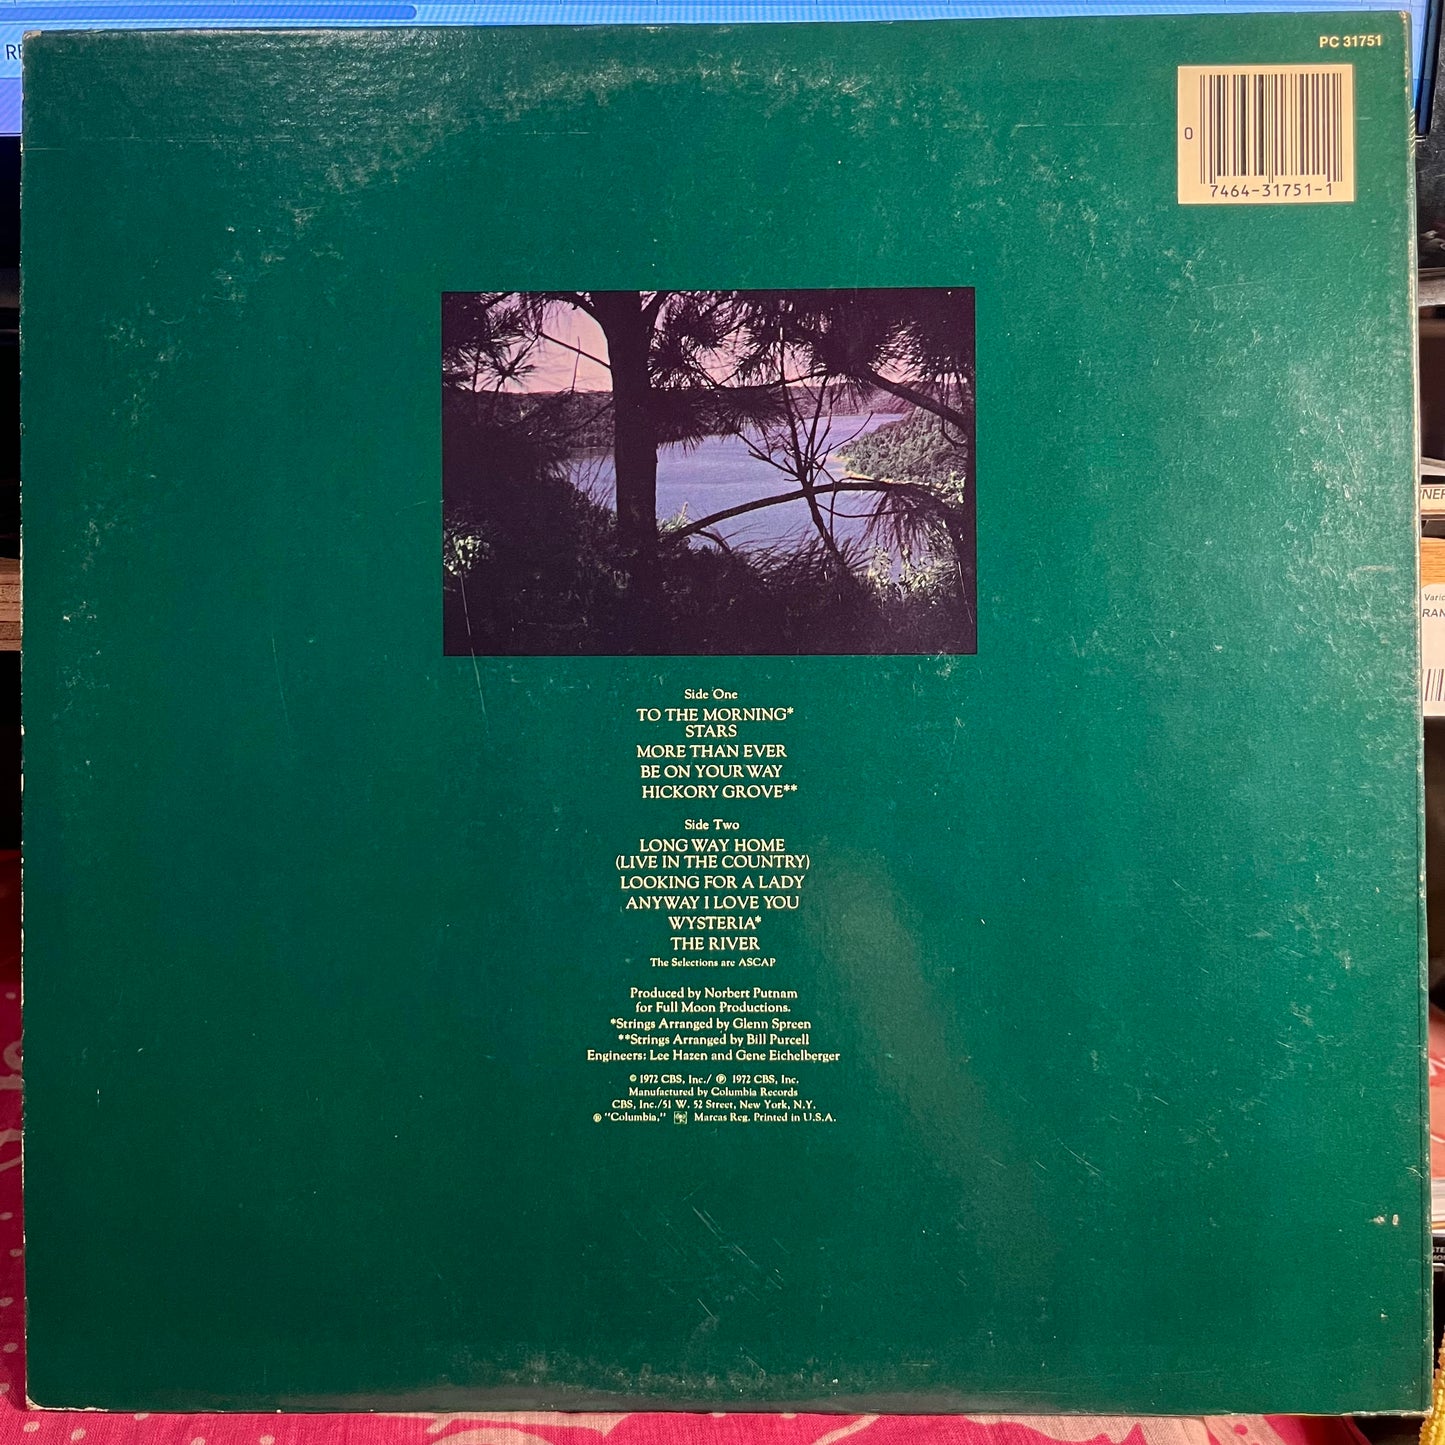 PC 31751
0
7464-31751-1
Side One
TO THE MORNING*
STARS
MORE THAN EVER
BE ON YOUR WAY
HICKORY GROVE**
Side Two
LONG WAY HOME
(LIVE IN THE COUNTRY)
LOOKING FOR A LADY
ANYWAY I LOVE YOU
WYSTERIA*
THE RIVER
The Selections are ASCAP
Produced by Norbert Putnam
for Full Moon Productions.
*Strings Arranged by Glenn Spreen
**Strings Arranged by Bill Purcell
Engineers: Lee Hazen and Gene Eichelberger
© 1972 CBS, Inc./ ℗ 1972 CBS, Inc.
Manufactured by Columbia Records
CBS, Inc./51 W. 52 Street, New York, N.Y.
® "Columbia," Marcas Reg. Printed in U.S.A.